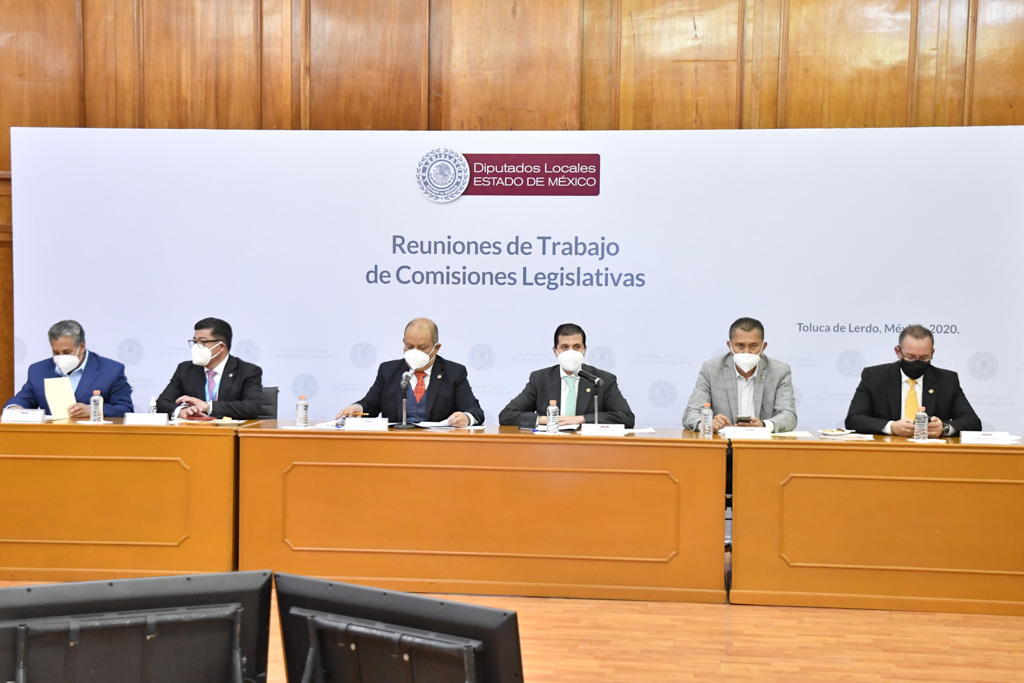 Diputados Locales
ESTADO DE MÉXICO
Reuniones de Trabajo
de Comisiones Legislativas
Toluca de Lerdo, México 2020.